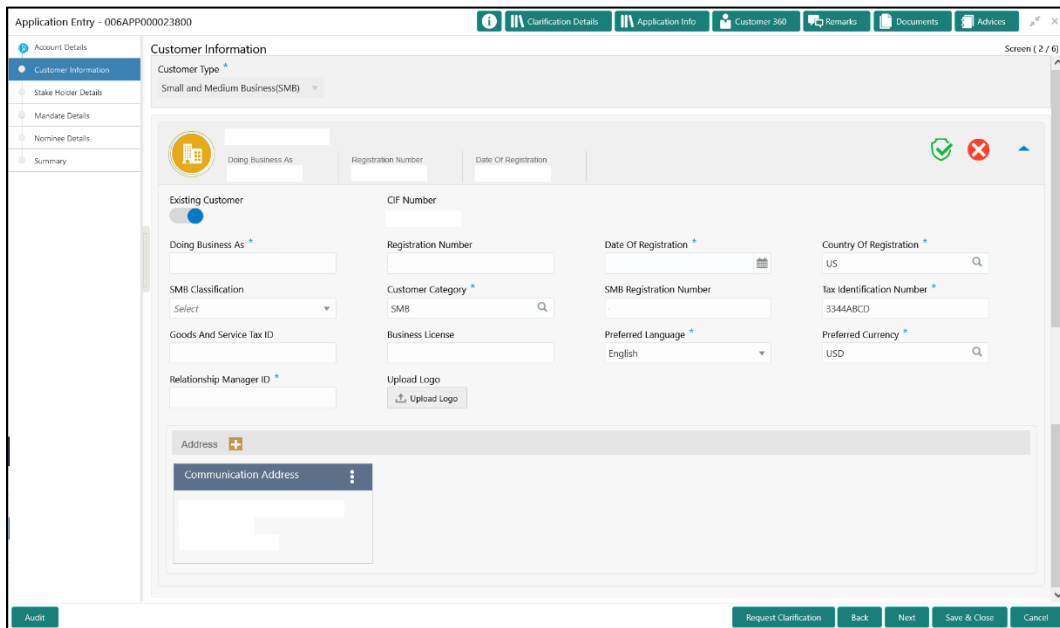 Application Entry - 006APP000023800
Clarification Details
Application Info
Customer 360
Remarks
Documents
Advices
Account Details
Customer Information
Stake Holder Details
Mandate Details
Nominee Details
Summary
Customer Information
Screen ( 2 / 6)
Customer Type *
Small and Medium Business(SMB)
Doing Business As
Registration Number
Date Of Registration
Existing Customer
CIF Number
Doing Business As *
Registration Number
Date Of Registration *
Country Of Registration *
US
SMB Classification
Customer Category *
SMB Registration Number
Tax Identification Number *
Select
SMB
3344ABCD
Goods And Service Tax ID
Business License
Preferred Language *
Preferred Currency *
English
USD
Relationship Manager ID *
Upload Logo
Upload Logo
Address
Communication Address
Audit
Request Clarification
Back
Next
Save & Close
Cancel